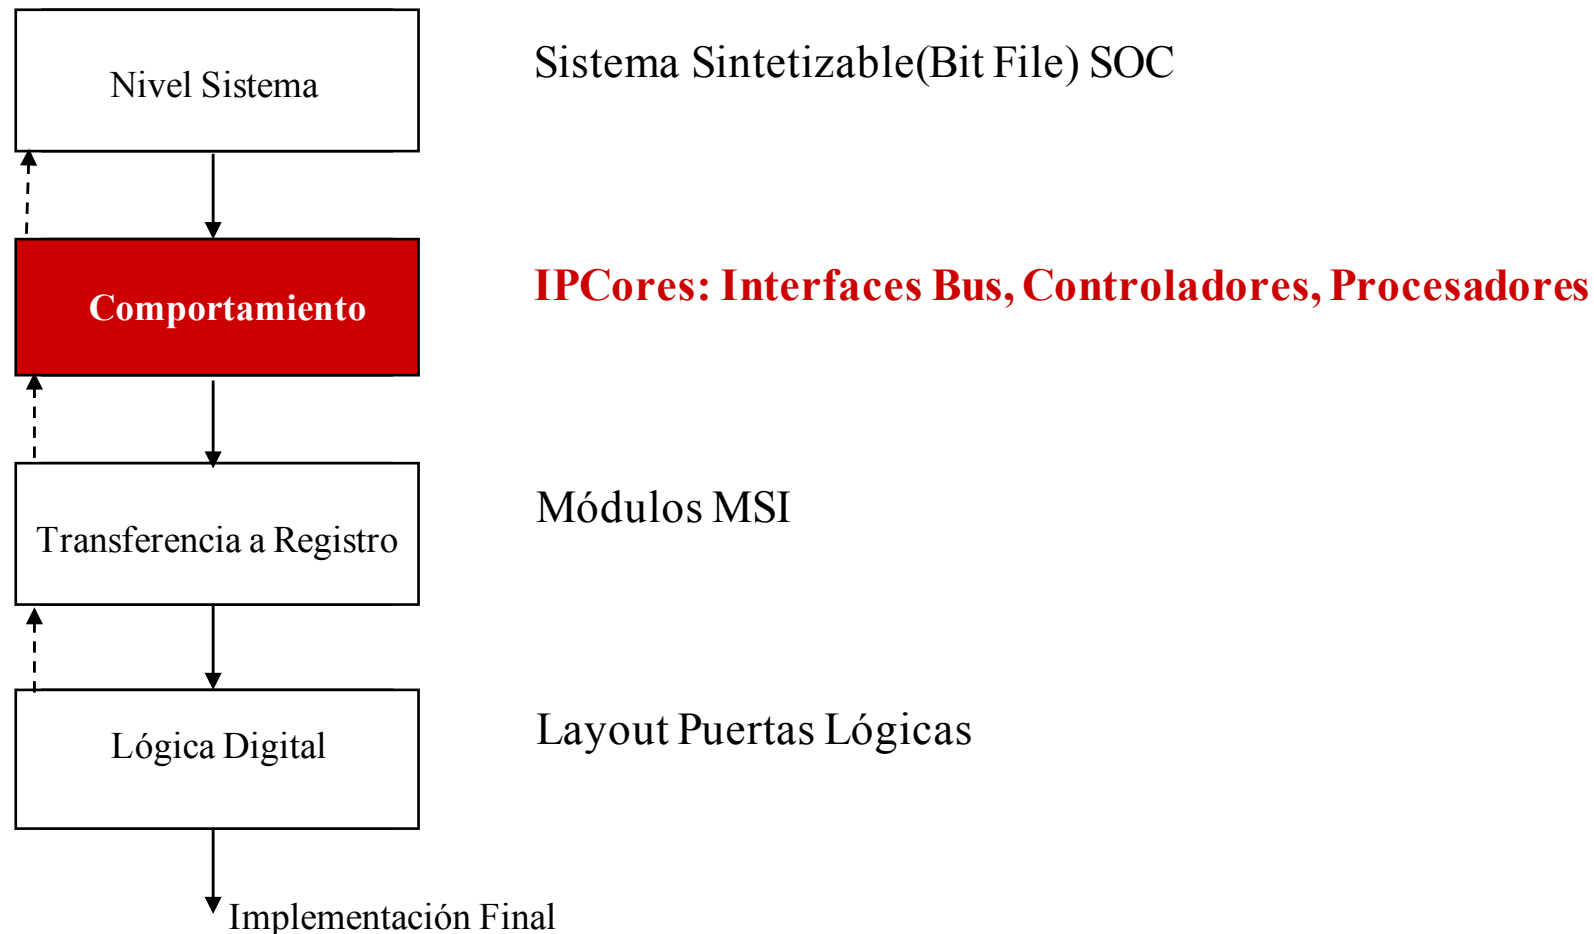 Nivel Sistema
Sistema Sintetizable(Bit File) SOC
Comportamiento
IPCores: Interfaces Bus, Controladores, Procesadores
Transferencia a Registro
Módulos MSI
Lógica Digital
Layout Puertas Lógicas
Implementación Final